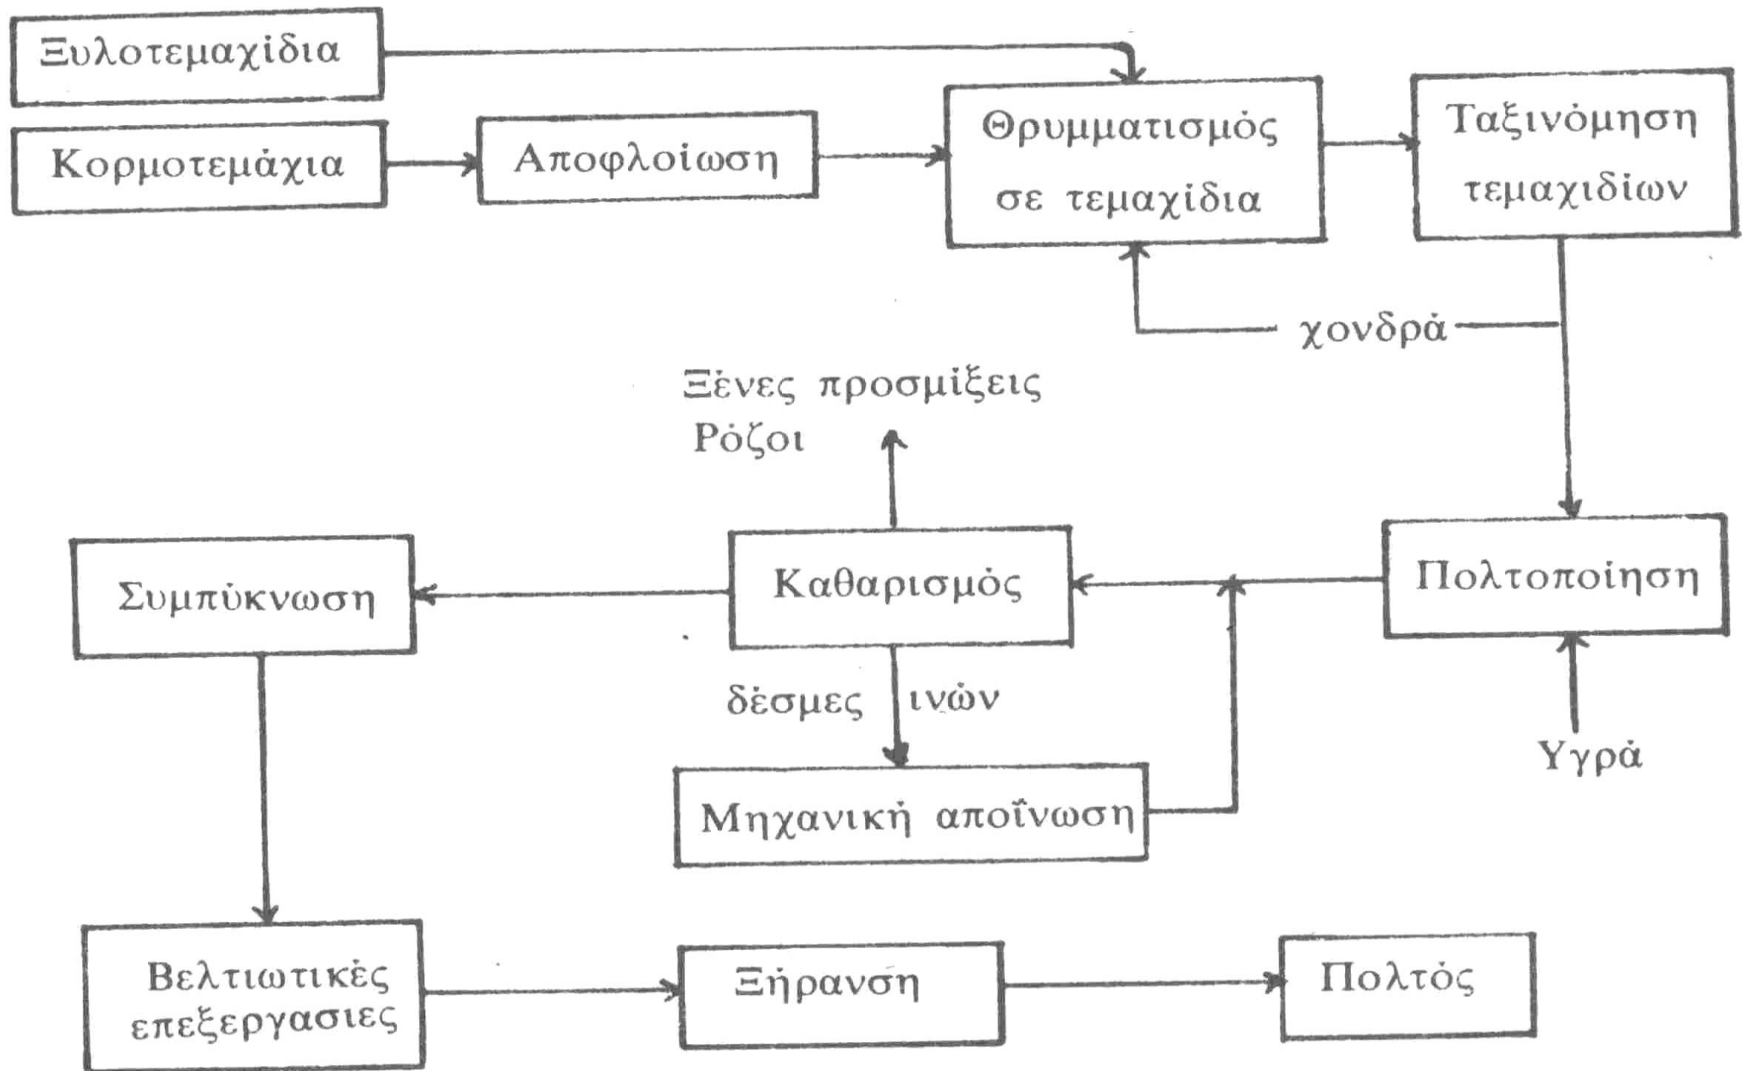 Ξυλοτεμαχίδια
Κορμοτεμάχια
Αποφλοίωση
Θρυμματισμός
σε τεμαχίδια
Ταξινόμηση
τεμαχιδίων
χονδρά
Ξένες προσμίξεις
Ρόζοι
Συμπύκνωση
Καθαρισμός
Πολτοποίηση
δέσμες ινών
Υγρά
Μηχανική αποΐνωση
Βελτιωτικές
επεξεργασιες
Ξήρανση
Πολτός